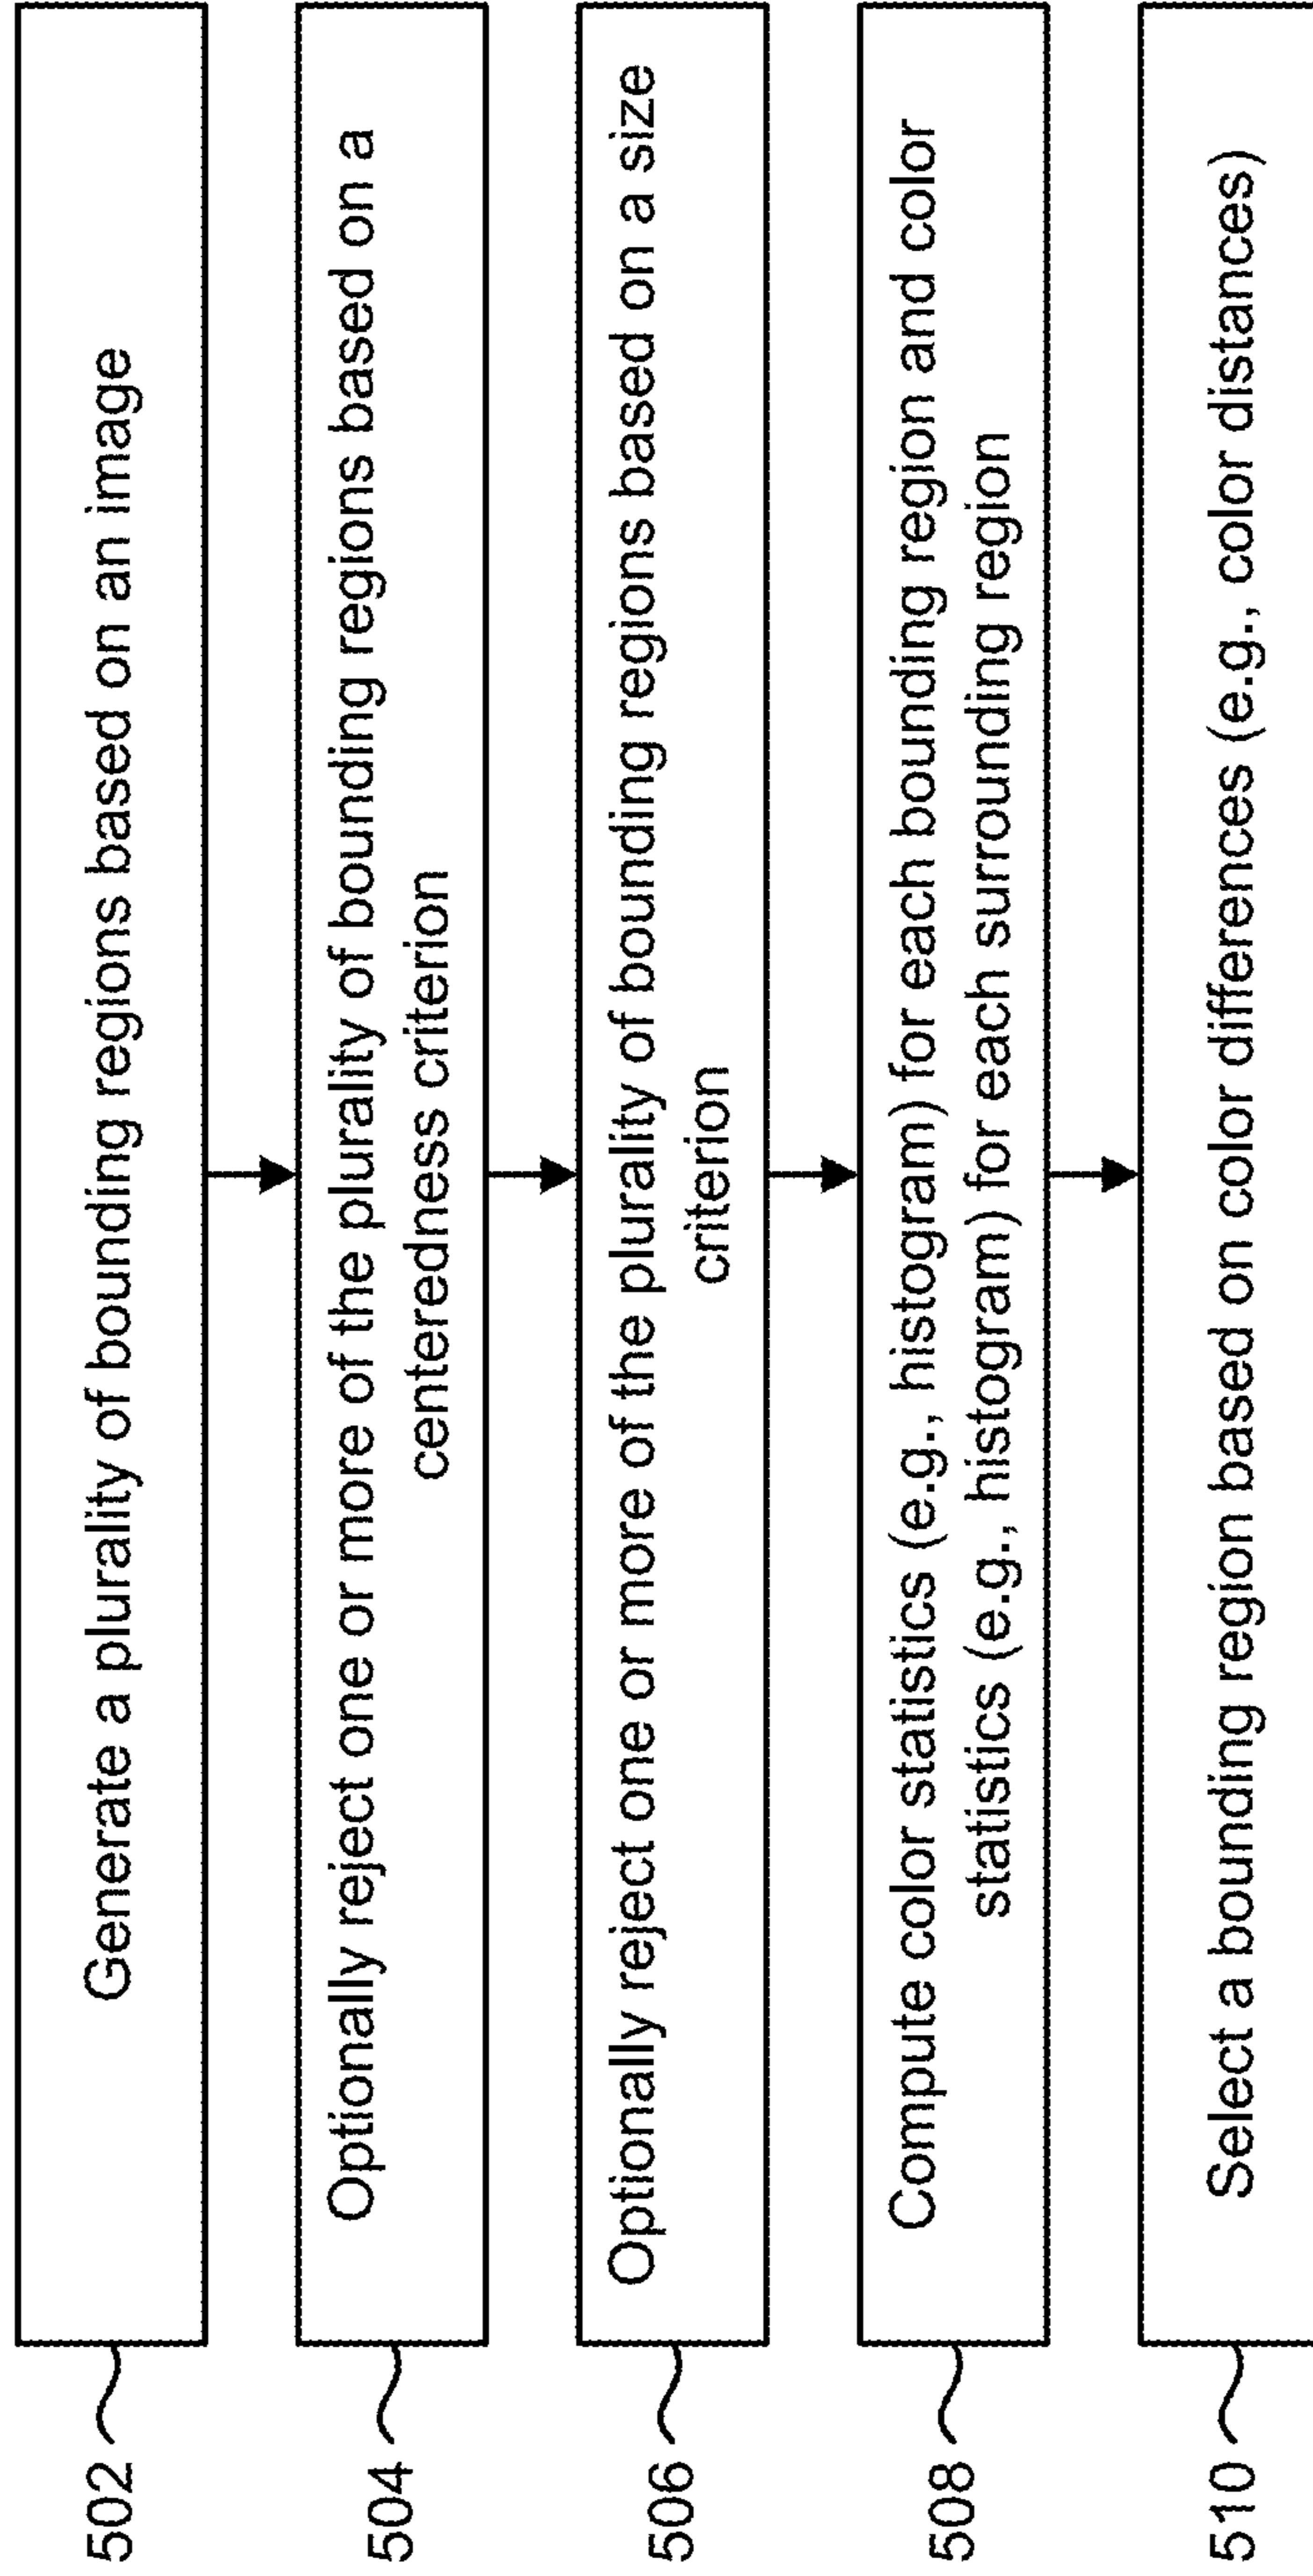 502
Generate a plurality of bounding regions based on an image
504
Optionally reject one or more of the plurality of bounding regions based on a
centeredness criterion
506
Optionally reject one or more of the plurality of bounding regions based on a size
criterion
508
Compute color statistics (e.g., histogram) for each bounding region and color
statistics (e.g., histogram) for each surrounding region
510
Select a bounding region based on color differences (e.g., color distances)